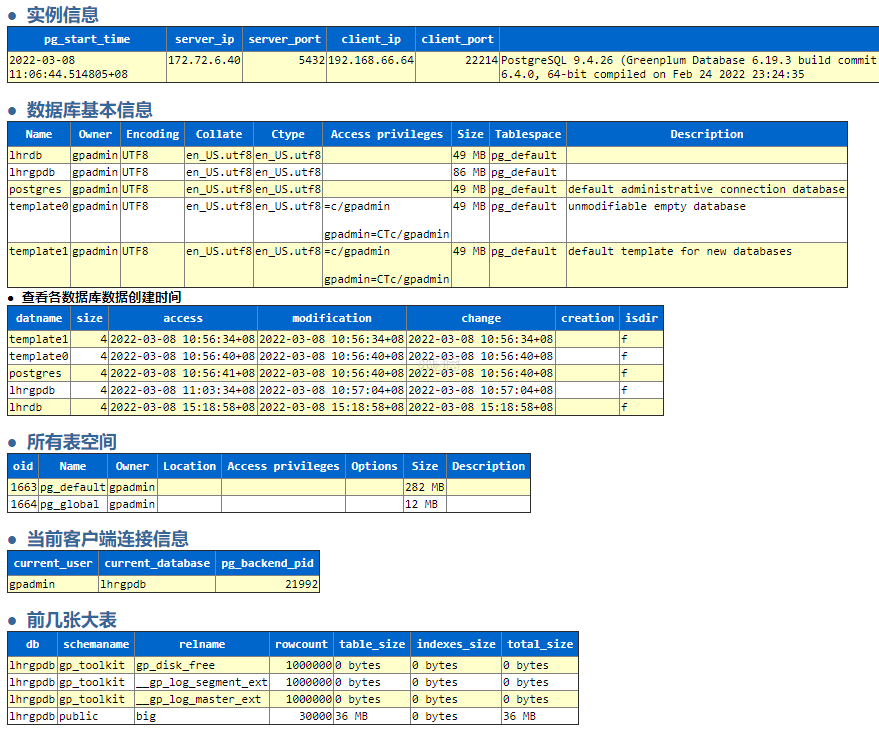 ● 实例信息
pg_start_time server_ip server_port client_ip client_port
2022-03-08 172.72.6.40 5432 192.168.66.64 22214 PostgreSQL 9.4.26 (Greenplum Database 6.19.3 build commit
11:06:44.514805+08 6.4.0, 64-bit compiled on Feb 24 2022 23:24:35
● 数据库基本信息
Name Owner Encoding Collate Ctype Access privileges Size Tablespace Description
lhrdb gpadmin UTF8 en_US.utf8 en_US.utf8 49 MB pg_default
lhrgpdb gpadmin UTF8 en_US.utf8 en_US.utf8 86 MB pg_default
postgres gpadmin UTF8 en_US.utf8 en_US.utf8 49 MB pg_default default administrative connection database
template0 gpadmin UTF8 en_US.utf8 en_US.utf8 =c/gpadmin 49 MB pg_default unmodifiable empty database
gpadmin=CTc/gpadmin
template1 gpadmin UTF8 en_US.utf8 en_US.utf8 =c/gpadmin 49 MB pg_default default template for new databases
gpadmin=CTc/gpadmin
● 查看各数据库数据创建时间
datname size access modification change creation isdir
template1 4 2022-03-08 10:56:34+08 2022-03-08 10:56:34+08 2022-03-08 10:56:34+08 f
template0 4 2022-03-08 10:56:40+08 2022-03-08 10:56:40+08 2022-03-08 10:56:40+08 f
postgres 4 2022-03-08 10:56:41+08 2022-03-08 10:56:40+08 2022-03-08 10:56:40+08 f
lhrgpdb 4 2022-03-08 11:03:34+08 2022-03-08 10:57:04+08 2022-03-08 10:57:04+08 f
lhrdb 4 2022-03-08 15:18:58+08 2022-03-08 15:18:58+08 2022-03-08 15:18:58+08 f
● 所有表空间
oid Name Owner Location Access privileges Options Size Description
1663 pg_default gpadmin 282 MB
1664 pg_global gpadmin 12 MB
● 当前客户端连接信息
current_user current_database pg_backend_pid
gpadmin lhrgpdb 21992
● 前几张大表
db schemaname relname rowcount table_size indexes_size total_size
lhrgpdb gp_toolkit gp_disk_free 1000000 0 bytes 0 bytes 0 bytes
lhrgpdb gp_toolkit __gp_log_segment_ext 1000000 0 bytes 0 bytes 0 bytes
lhrgpdb gp_toolkit __gp_log_master_ext 1000000 0 bytes 0 bytes 0 bytes
lhrgpdb public big 30000 36 MB 0 bytes 36 MB